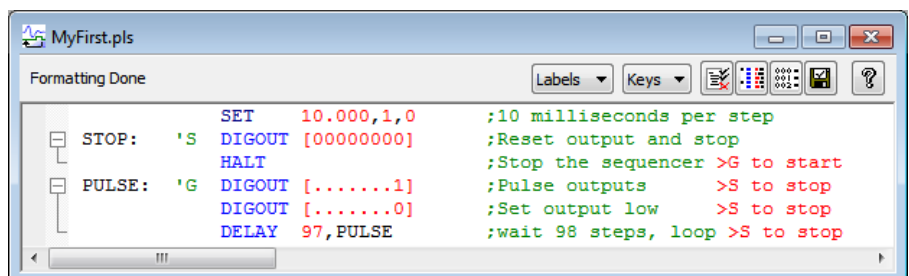 MyFirst.pls
Formatting Done Labels Keys
SET 10.000,1,0 ;10 milliseconds per step
STOP: 'S DIGOUT [00000000] ;Reset output and stop
HALT ;Stop the sequencer >G to start
PULSE: 'G DIGOUT [.......1] ;Pulse outputs >S to stop
DIGOUT [.......0] ;Set output low >S to stop
DELAY 97,PULSE ;wait 98 steps, loop >S to stop